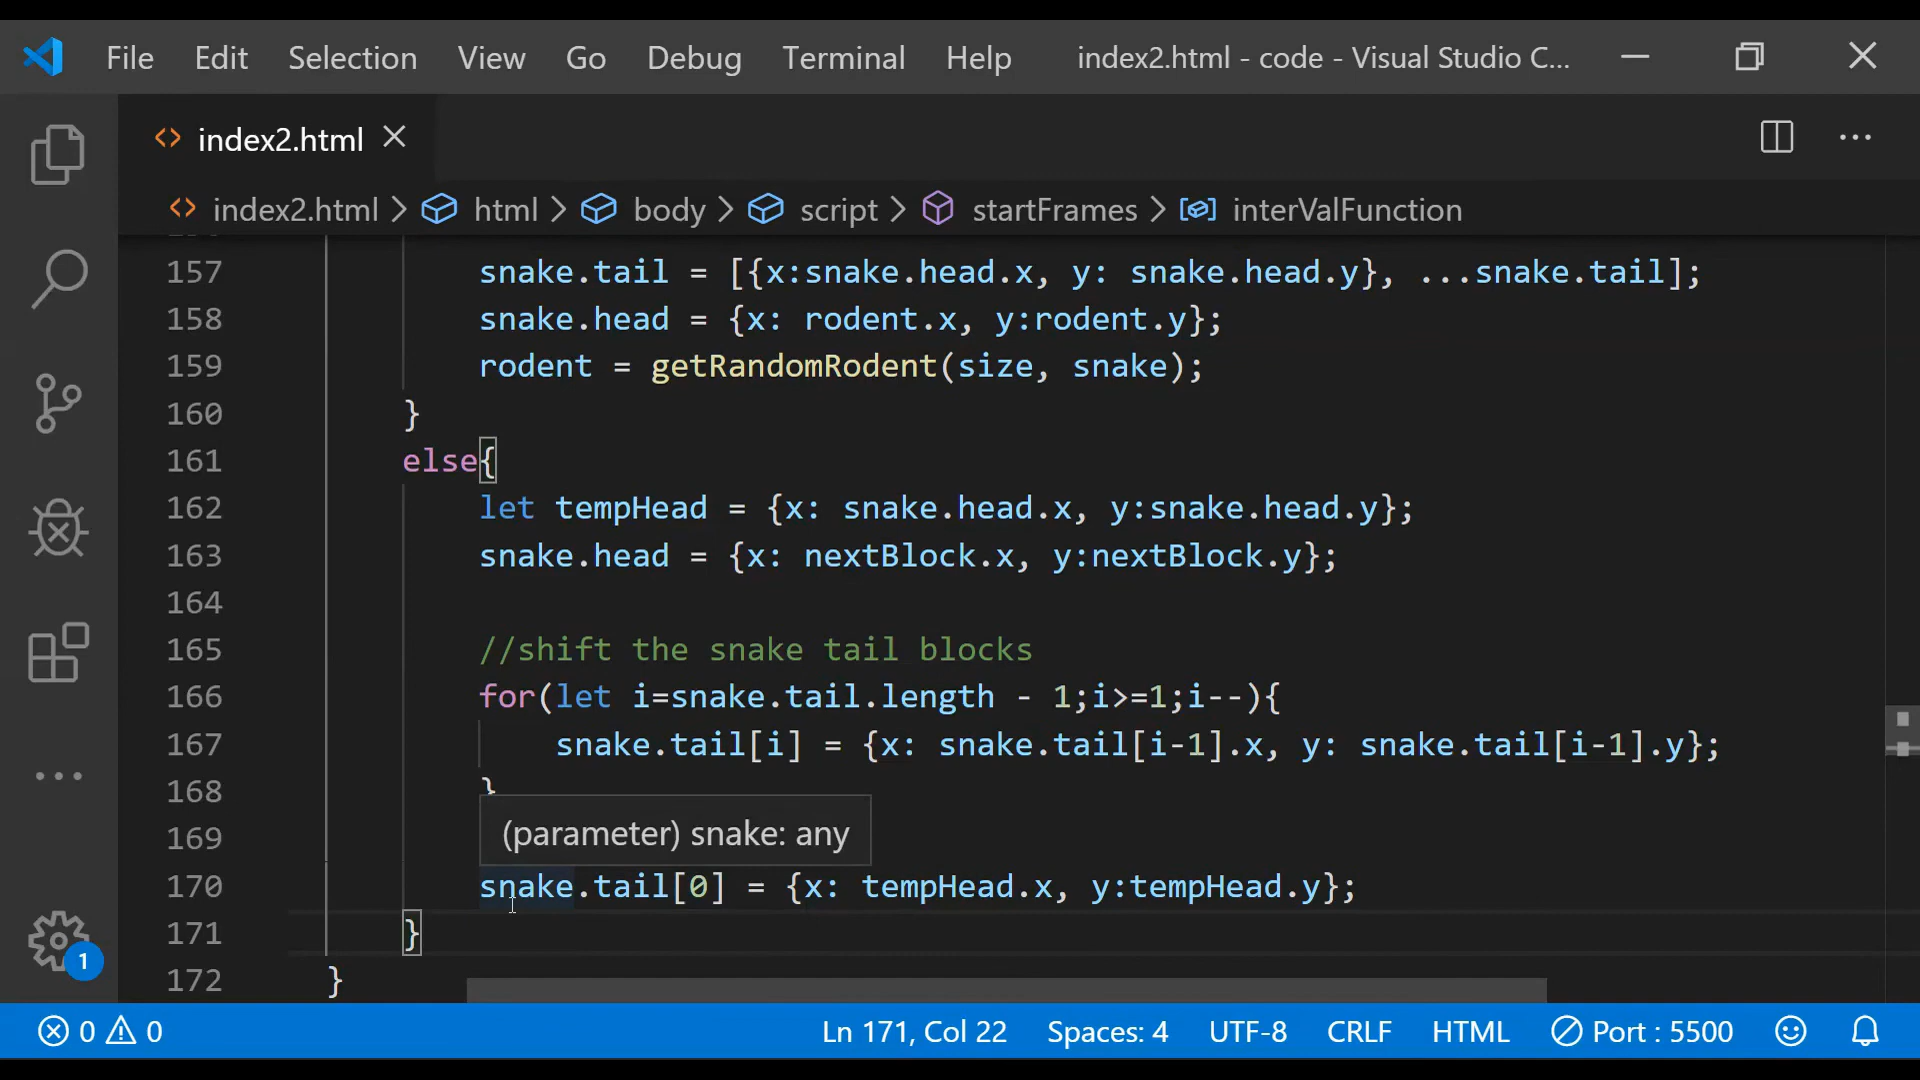 File Edit Selection View Go Debug Terminal Help index2.html - code - Visual Studio C...
index2.html
index2.html > html > body > script > startFrames > interValFunction
157 snake.tail = [{x:snake.head.x, y: snake.head.y}, ...snake.tail];
158 snake.head = {x: rodent.x, y:rodent.y};
159 rodent = getRandomRodent(size, snake);
160 }
161 else{
162 let tempHead = {x: snake.head.x, y:snake.head.y};
163 snake.head = {x: nextBlock.x, y:nextBlock.y};
164
165 //shift the snake tail blocks
166 for(let i=snake.tail.length - 1;i>=1;i--){
167 snake.tail[i] = {x: snake.tail[i-1].x, y: snake.tail[i-1].y};
168 }
(parameter) snake: any
169
170 snake.tail[0] = {x: tempHead.x, y:tempHead.y};
171 }
172 }
1
0 0 Ln 171, Col 22 Spaces: 4 UTF-8 CRLF HTML Port : 5500